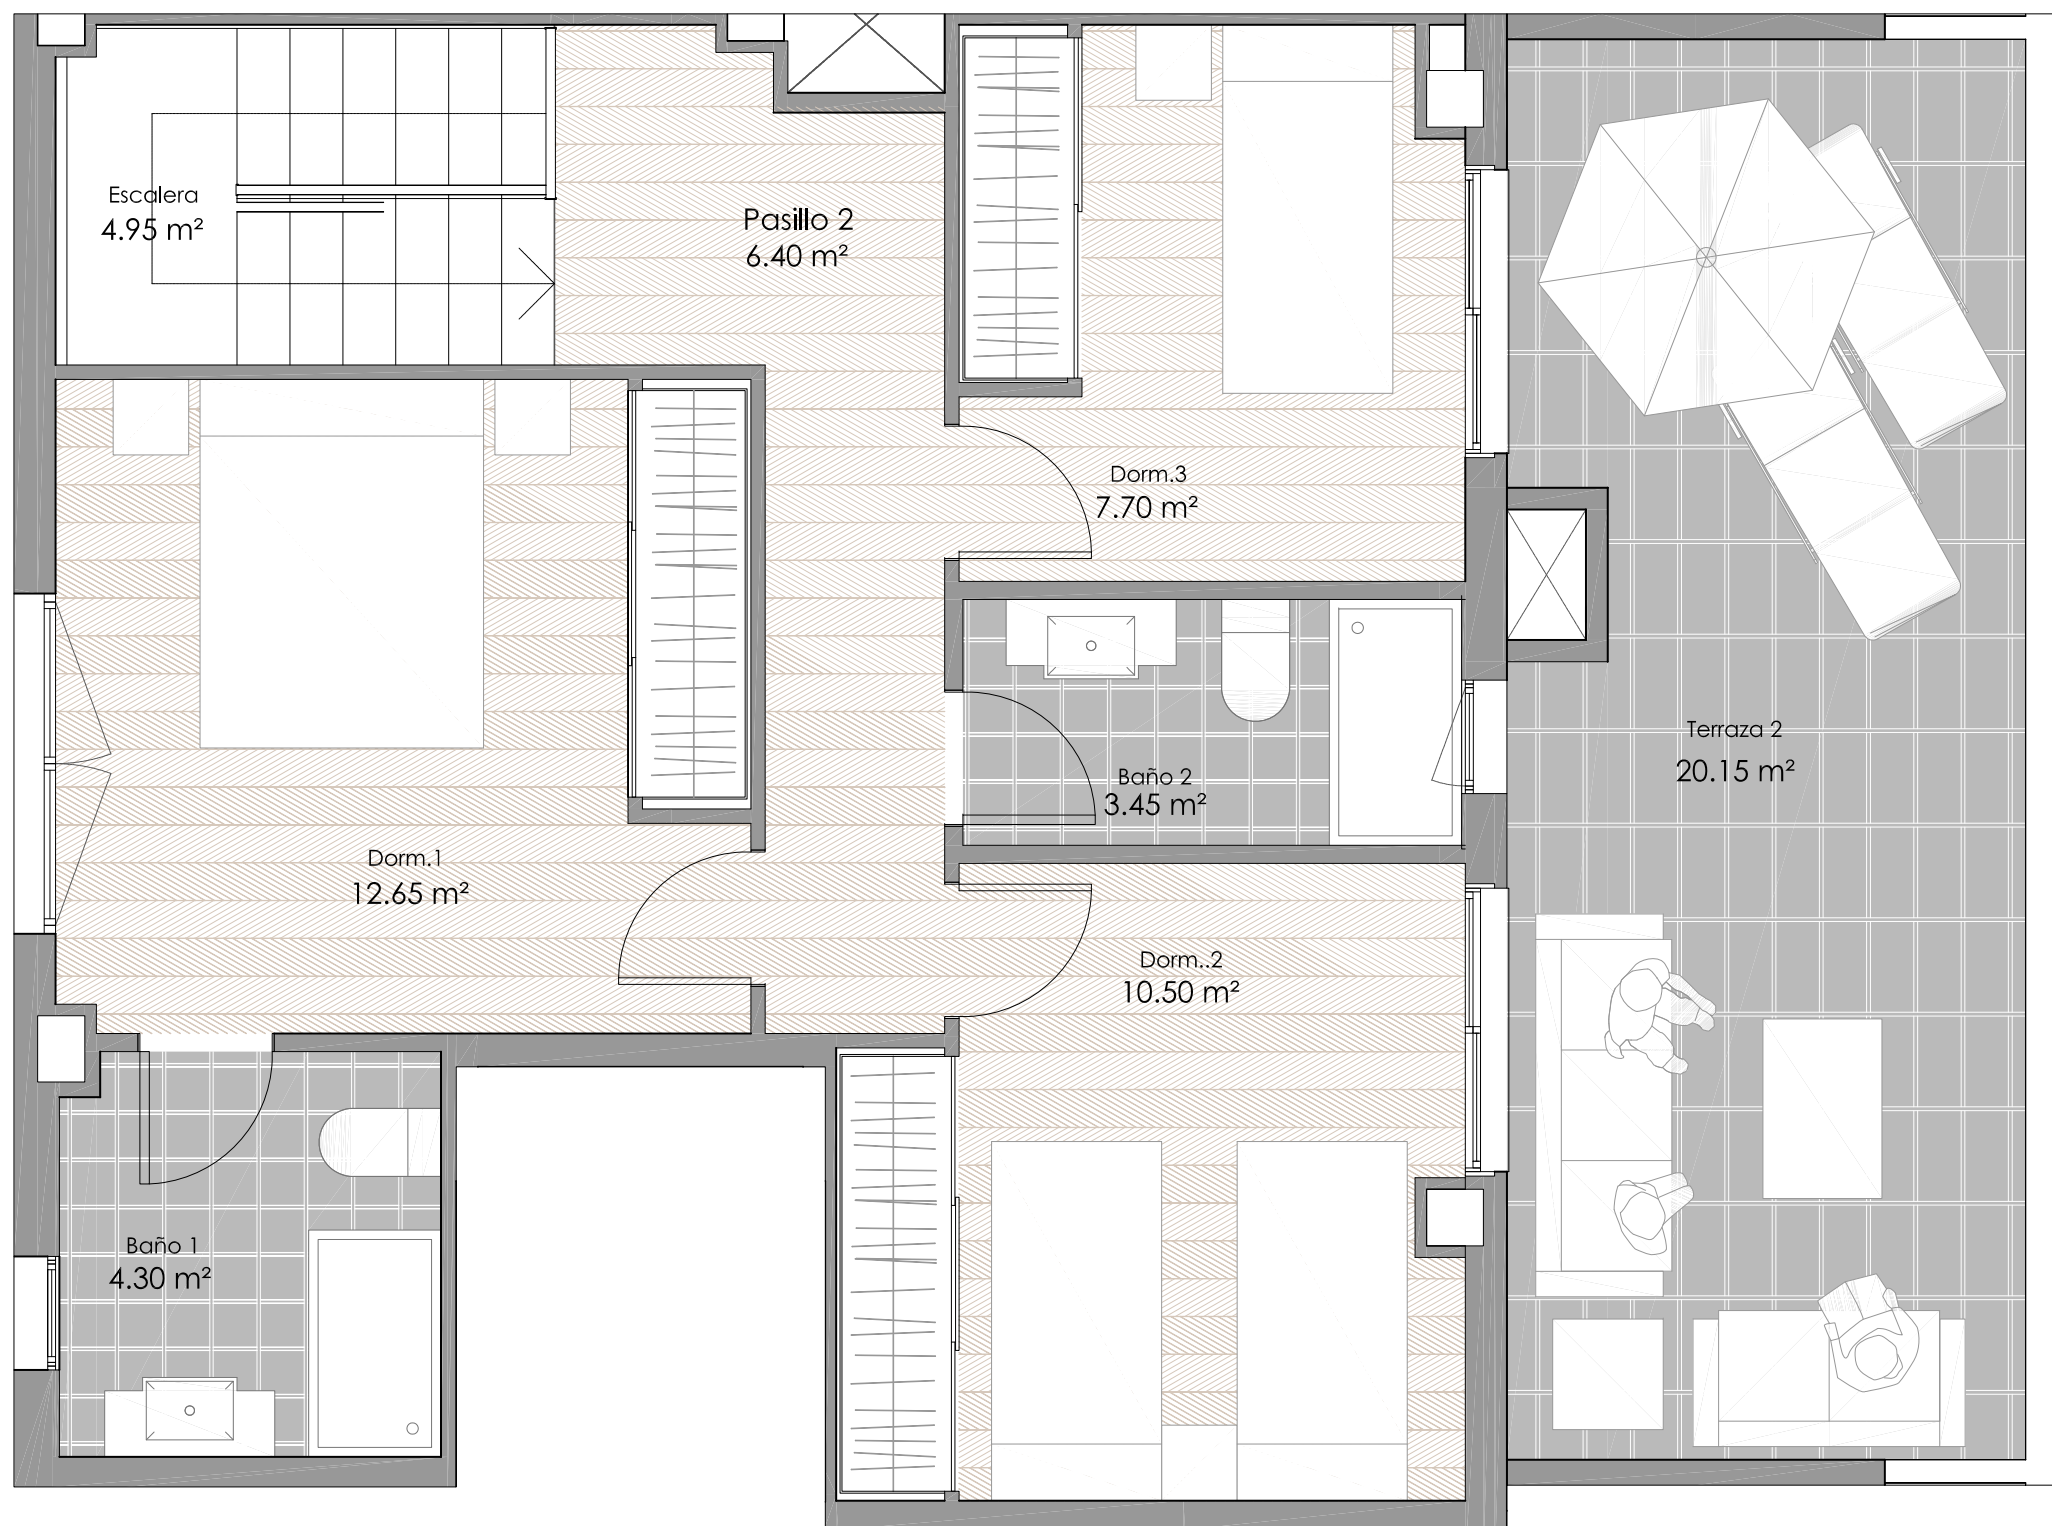 Escalera
4.95 m²
Pasillo 2
6.40 m²
Dorm.3
7.70 m²
Terraza 2
20.15 m²
Baño 2
3.45 m²
Dorm.1
12.65 m²
Dorm..2
10.50 m²
Baño 1
4.30 m²